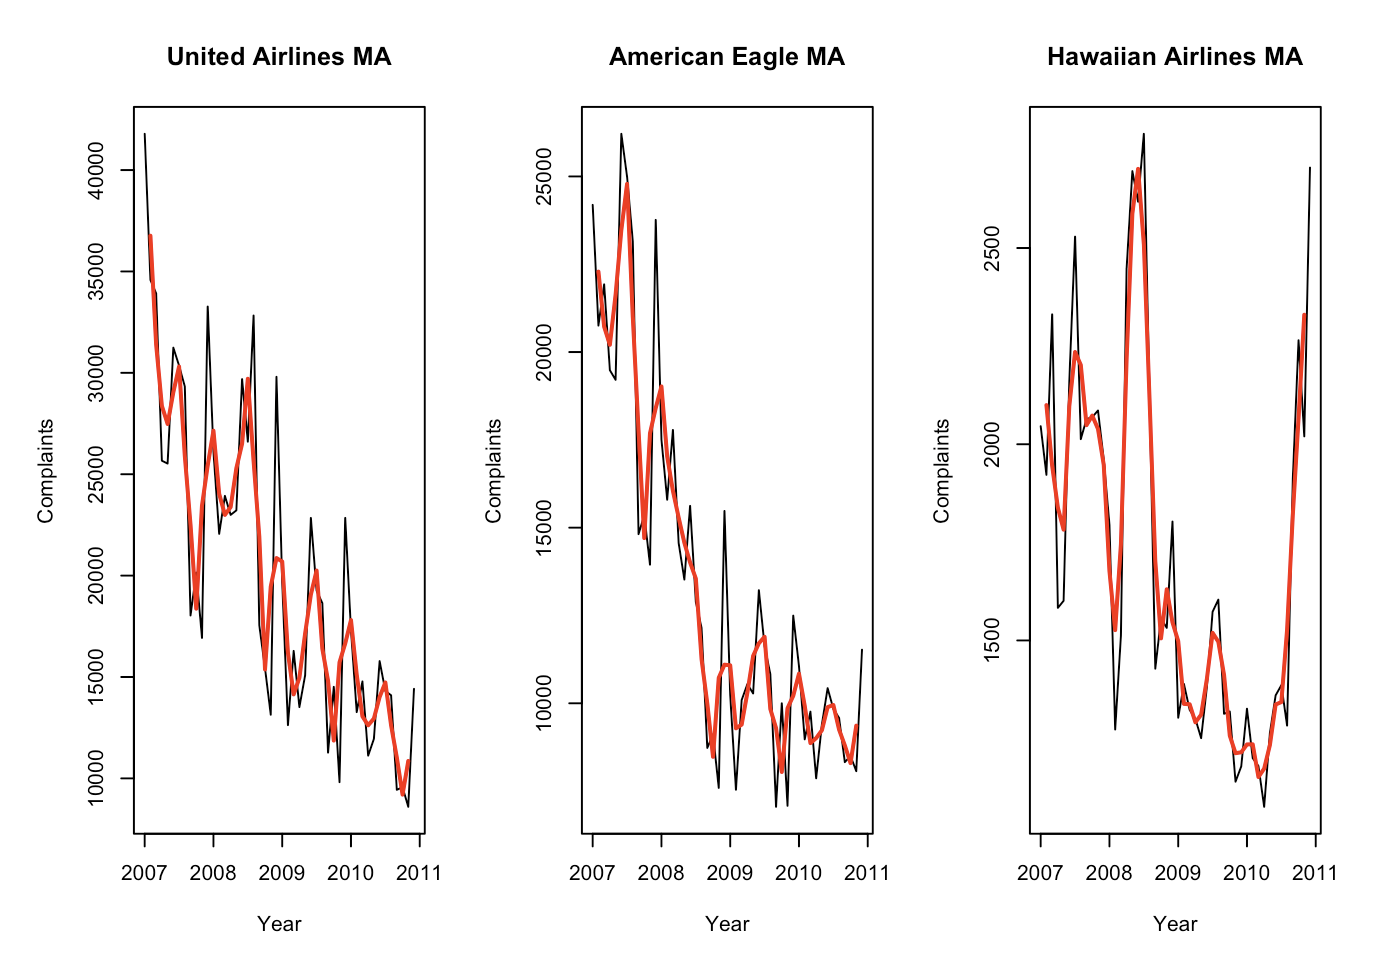 United Airlines MA
Complaints
40000
35000
30000
25000
20000
15000
10000
2007 2008 2009 2010 2011
Year
American Eagle MA
Complaints
25000
20000
15000
10000
2007 2008 2009 2010 2011
Year
Hawaiian Airlines MA
Complaints
2500
2000
1500
2007 2008 2009 2010 2011
Year